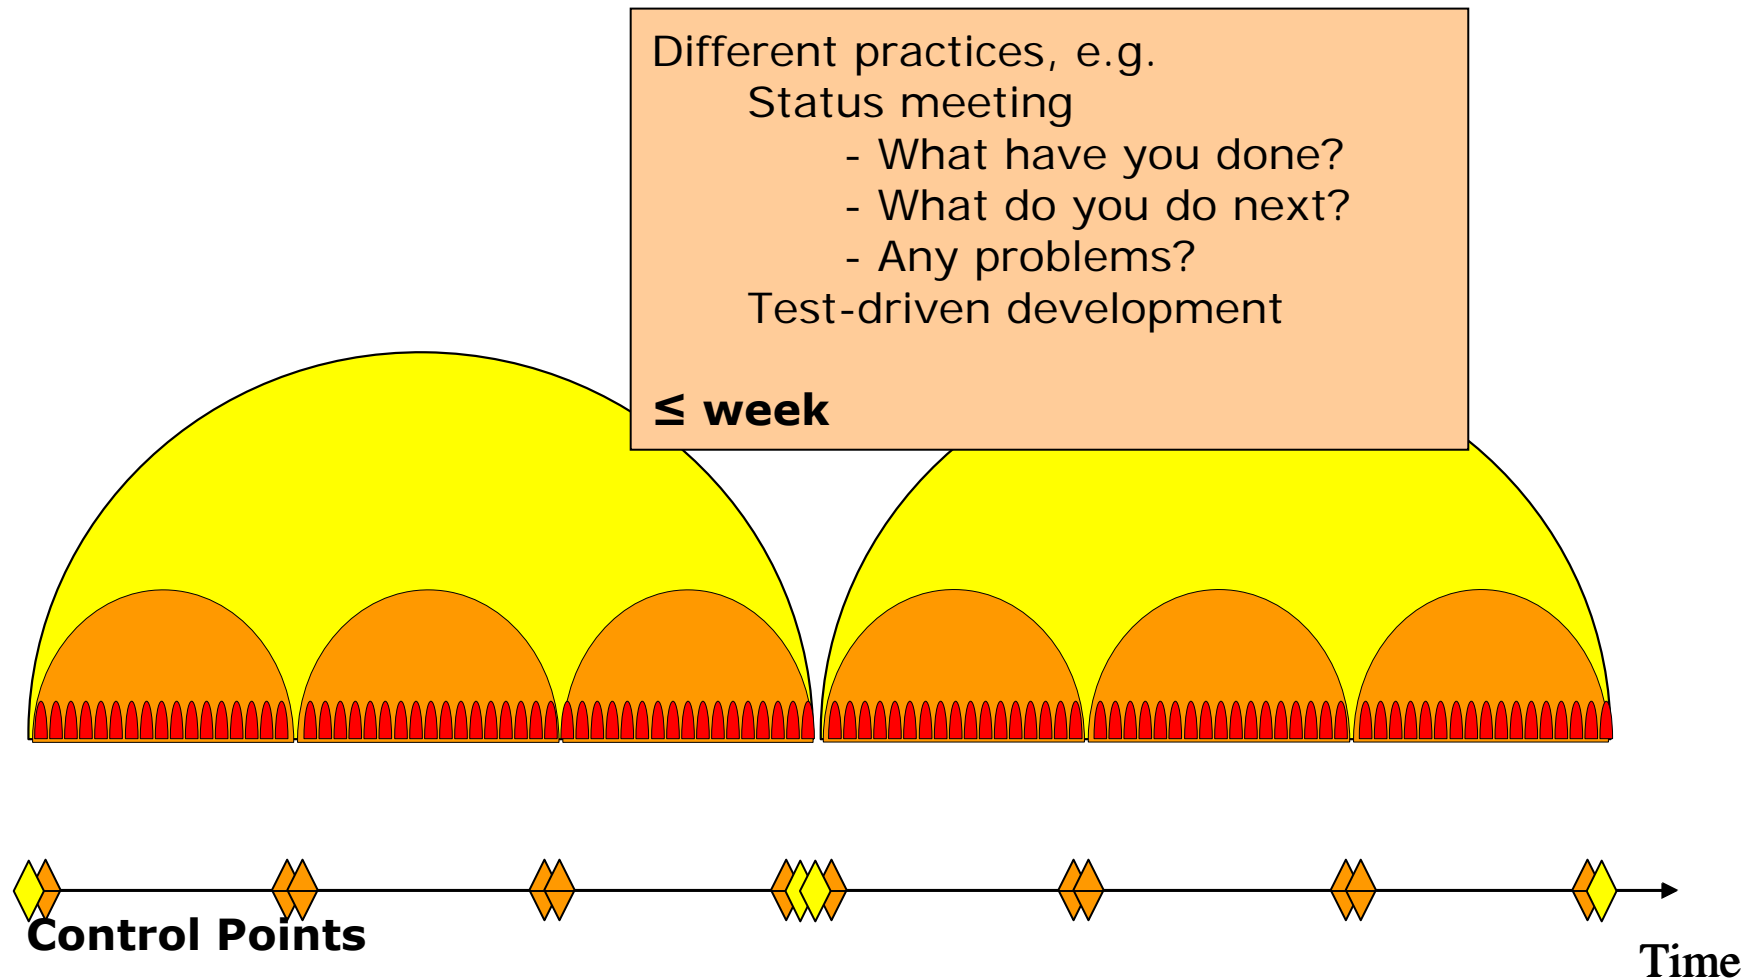 Different practices, e.g.
Status meeting
- What have you done?
- What do you do next?
- Any problems?
Test-driven development
≤ week
Control Points
Time